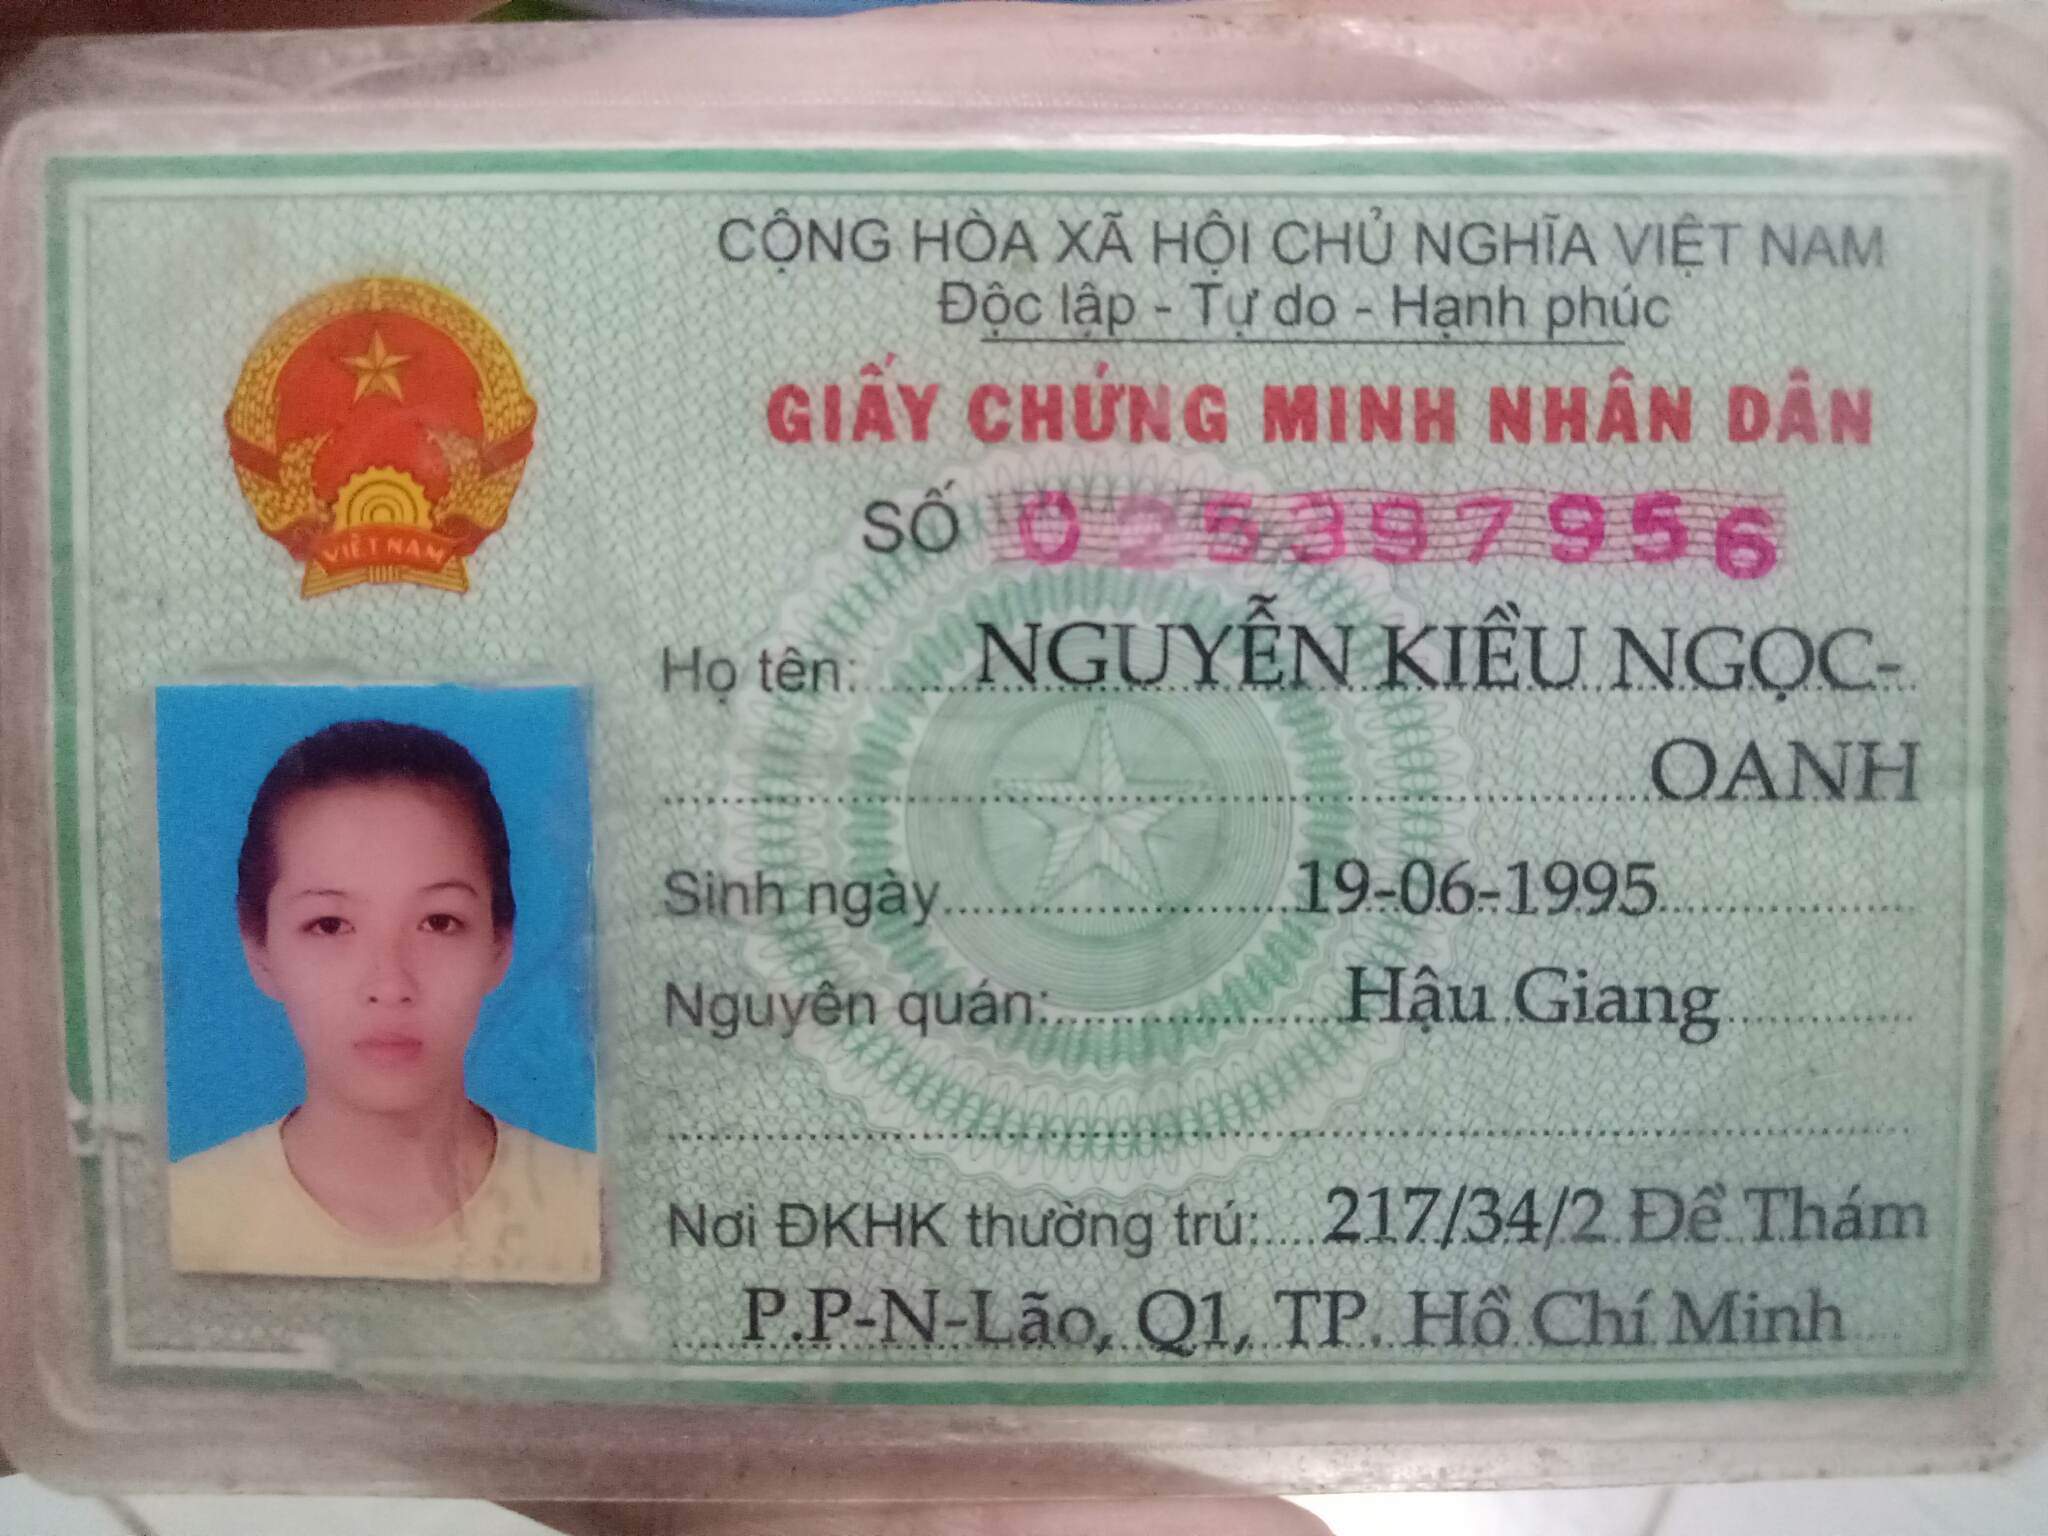 CỘNG HÒA XÃ HỘI CHỦ NGHĨA VIỆT NAM
Độc lập - Tự do - Hạnh phúc
GIẤY CHỨNG MINH NHÂN DÂN
SỐ 025397956
VIỆT NAM
Họ tên: NGUYỄN KIỀU NGỌC-
OANH
Sinh ngày 19-06-1995
Nguyên quán: Hậu Giang
Nơi ĐKHK thường trú: 217/34/2 Đề Thám
P.P-N-Lão, Q1, TP. Hồ Chí Minh